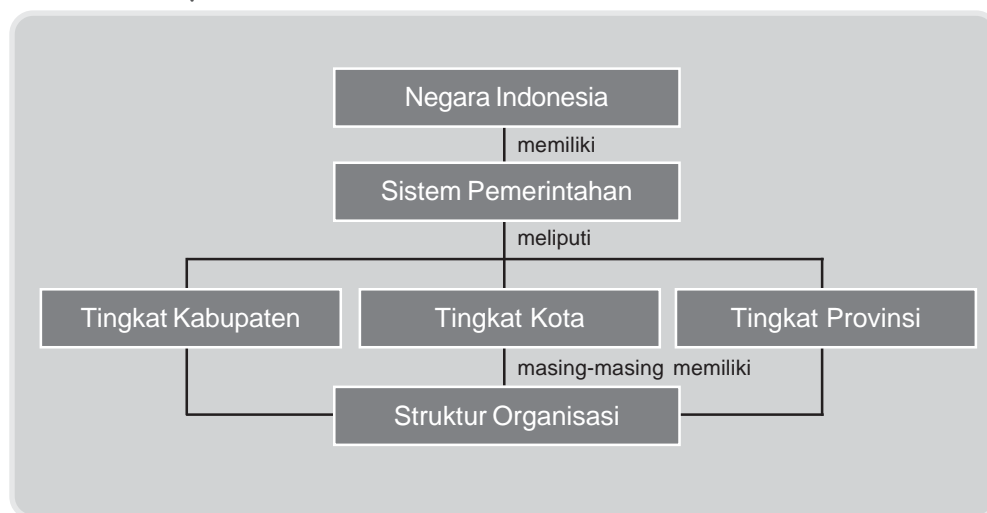 Negara Indonesia
memiliki
Sistem Pemerintahan
meliputi
Tingkat Kabupaten
Tingkat Kota
Tingkat Provinsi
masing-masing memiliki
Struktur Organisasi